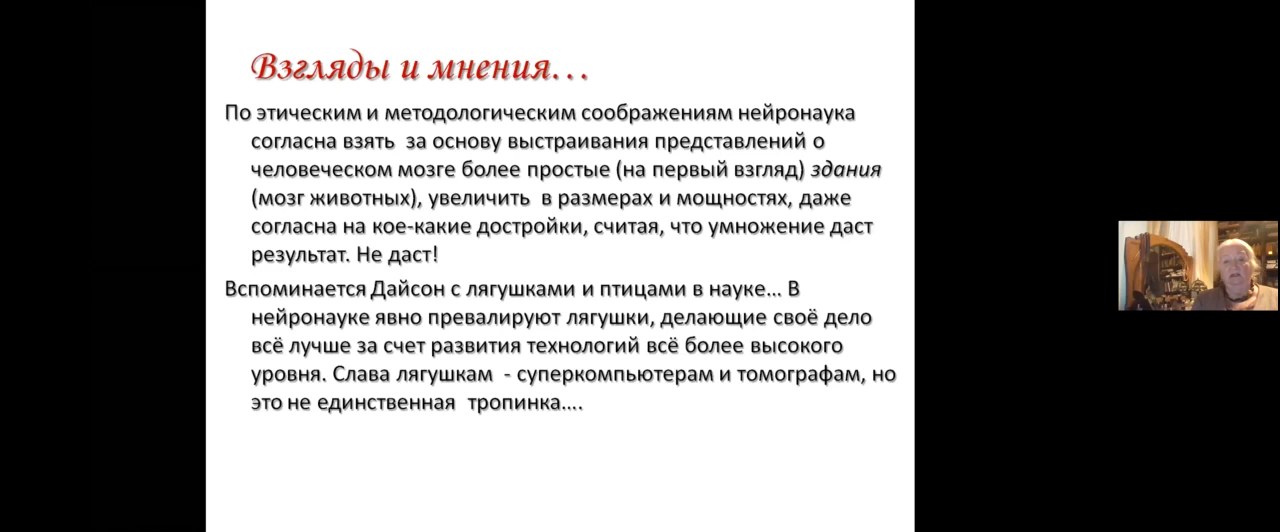 Взгляды и мнения…
По этическим и методологическим соображениям нейронаука
согласна взять за основу выстраивания представлений о
человеческом мозге более простые (на первый взгляд) здания
(мозг животных), увеличить в размерах и мощностях, даже
согласна на кое-какие достройки, считая, что умножение даст
результат. Не даст!
Вспоминается Дайсон с лягушками и птицами в науке… В
нейронауке явно превалируют лягушки, делающие своё дело
всё лучше за счет развития технологий всё более высокого
уровня. Слава лягушкам - суперкомпьютерам и томографам, но
это не единственная тропинка….